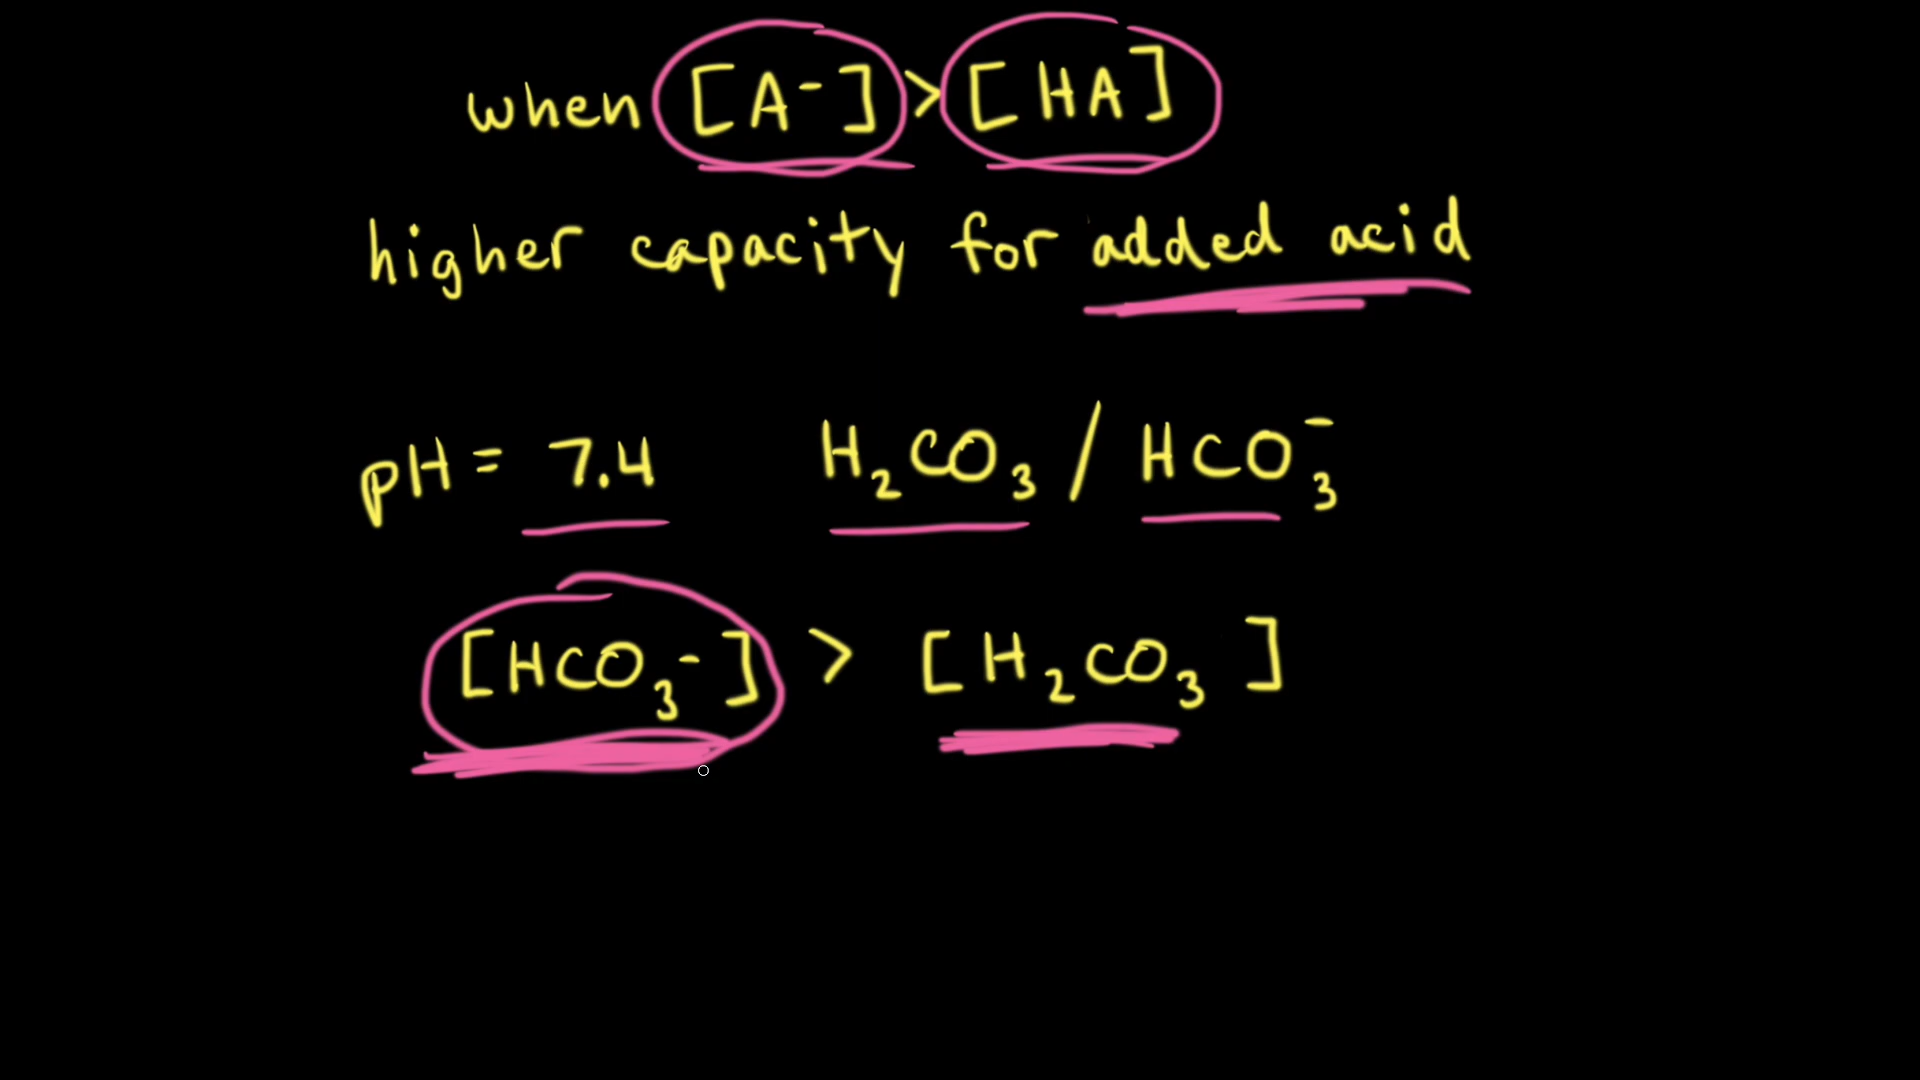 when [A⁻] > [HA]
higher capacity for added acid
pH = 7.4 H₂CO₃ / HCO₃⁻
[HCO₃⁻] > [H₂CO₃]